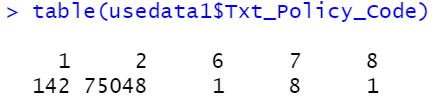 > table(usedata1$Txt_Policy_Code)
1 2 6 7 8
142 75048 1 8 1